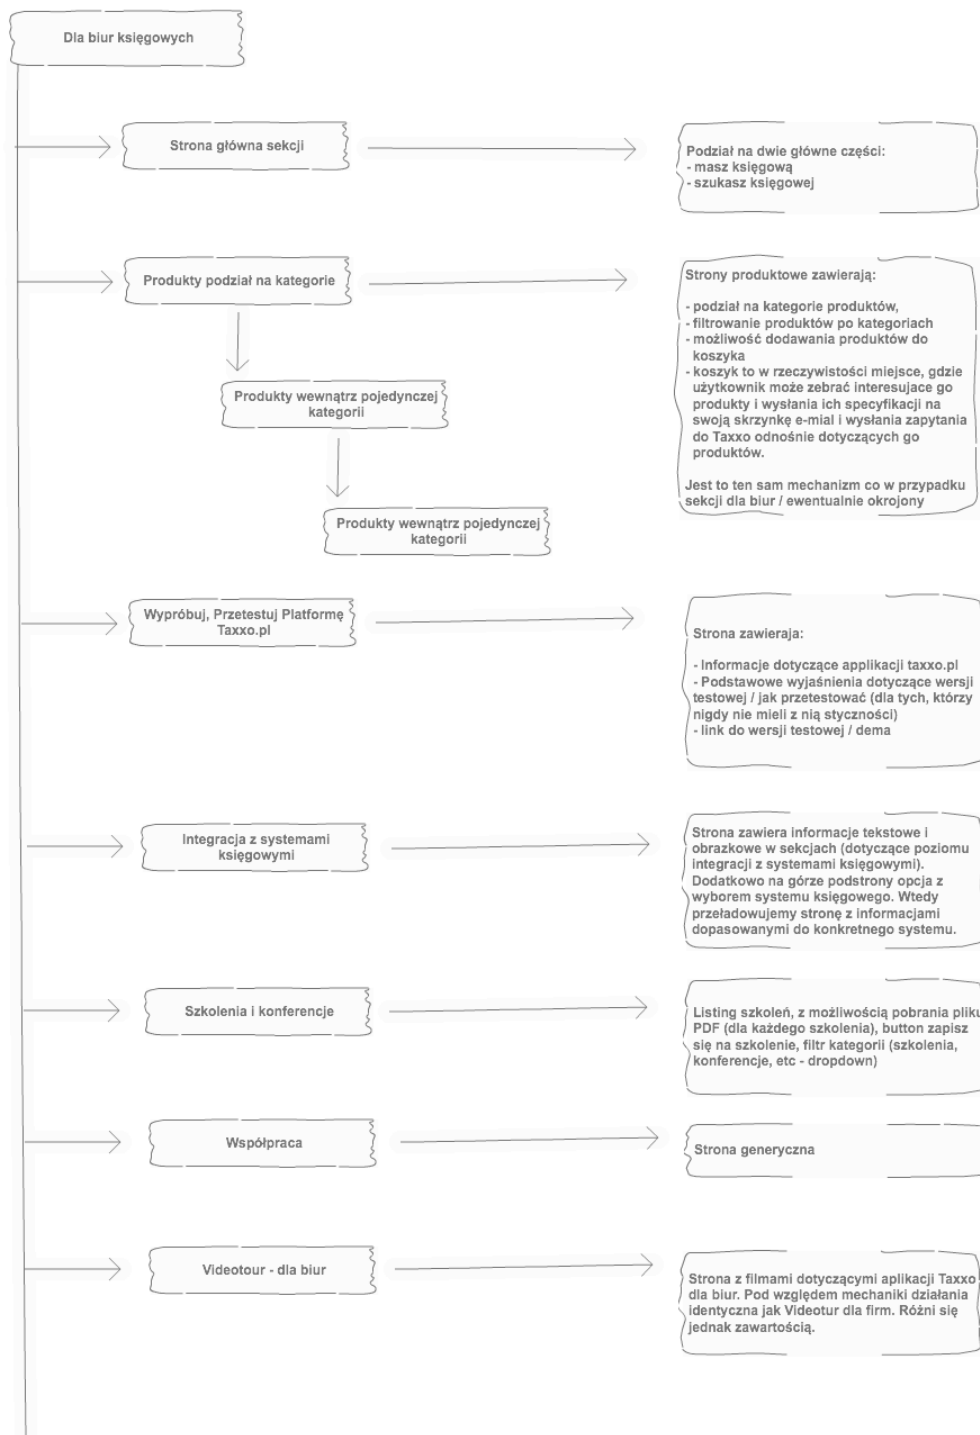 Dla biur księgowych
Strona główna sekcji
Podział na dwie główne części:
- masz księgową
- szukasz księgowej
Produkty podział na kategorie
Strony produktowe zawierają:
- podział na kategorie produktów,
- filtrowanie produktów po kategoriach
- możliwość dodawania produktów do
koszyka
- koszyk to w rzeczywistości miejsce, gdzie
użytkownik może zebrać interesujace go
produkty i wysłania ich specyfikacji na
swoją skrzynkę e-mial i wysłania zapytania
do Taxxo odnośnie dotyczących go
produktów.
Jest to ten sam mechanizm co w przypadku
sekcji dla biur / ewentualnie okrojony
Produkty wewnątrz pojedynczej
kategorii
Produkty wewnątrz pojedynczej
kategorii
Wypróbuj, Przetestuj Platformę
Taxxo.pl
Strona zawieraja:
- Informacje dotyczące applikacji taxxo.pl
- Podstawowe wyjaśnienia dotyczące wersji
testowej / jak przetestować (dla tych, którzy
nigdy nie mieli z nią styczności)
- link do wersji testowej / dema
Integracja z systemami
księgowymi
Strona zawiera informacje tekstowe i
obrazkowe w sekcjach (dotyczące poziomu
integracji z systemami księgowymi).
Dodatkowo na górze podstrony opcja z
wyborem systemu księgowego. Wtedy
przeładowujemy stronę z informacjami
dopasowanymi do konkretnego systemu.
Szkolenia i konferencje
Listing szkoleń, z możliwością pobrania pliku
PDF (dla każdego szkolenia), button zapisz
się na szkolenie, filtr kategorii (szkolenia,
konferencje, etc - dropdown)
Współpraca
Strona generyczna
Videotour - dla biur
Strona z filmami dotyczącymi aplikacji Taxxo
dla biur. Pod względem mechaniki działania
identyczna jak Videotur dla firm. Różni się
jednak zawartością.